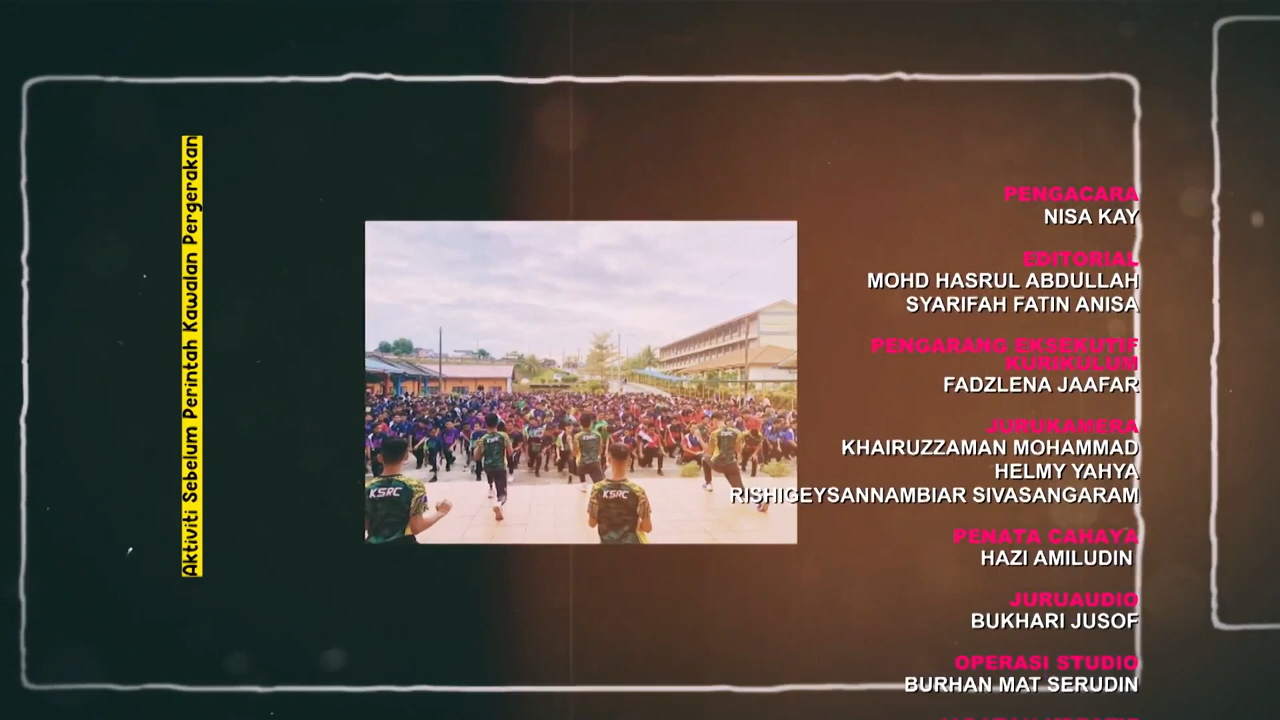 Aktiviti Sebelum Perintah Kawalan Pergerakan
KSRC
KSRC
PENGACARA
NISA KAY
EDITORIAL
MOHD HASRUL ABDULLAH
SYARIFAH FATIN ANISA
PENGARANG EKSEKUTIF
KURIKULUM
FADZLENA JAAFAR
JURUKAMERA
KHAIRUZZAMAN MOHAMMAD
HELMY YAHYA
RISHIGEYSANNAMBIAR SIVASANGARAM
PENATA CAHAYA
HAZI AMILUDIN
JURUAUDIO
BUKHARI JUSOF
OPERASI STUDIO
BURHAN MAT SERUDIN